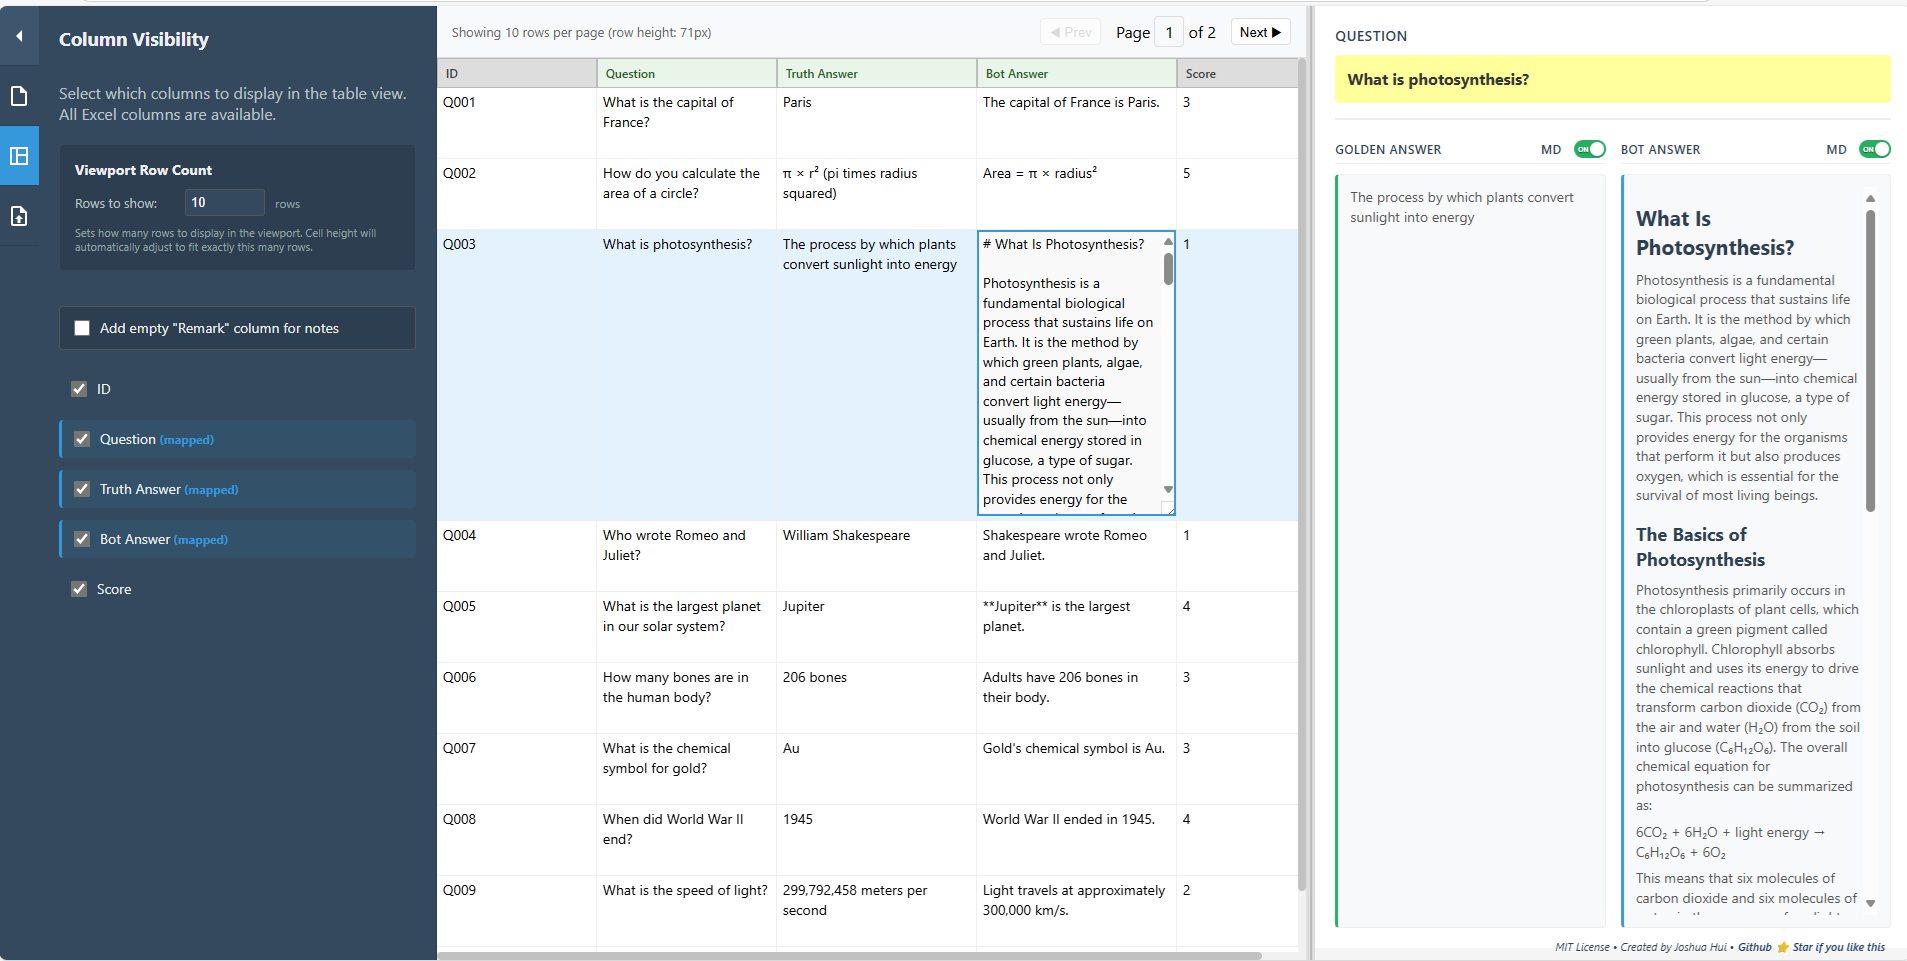 Column Visibility
Select which columns to display in the table view.
All Excel columns are available.
Viewport Row Count
Rows to show: 10 rows
Sets how many rows to display in the viewport. Cell height will
automatically adjust to fit exactly this many rows.
Add empty "Remark" column for notes
ID
Question (mapped)
Truth Answer (mapped)
Bot Answer (mapped)
Score
Showing 10 rows per page (row height: 71px)
◀ Prev Page 1 of 2 Next ▶
ID Question Truth Answer Bot Answer Score
Q001 What is the capital of Paris The capital of France is Paris. 3
France?
Q002 How do you calculate the π × r² (pi times radius Area = π × radius² 5
area of a circle? squared)
Q003 What is photosynthesis? The process by which plants # What Is Photosynthesis? 1
convert sunlight into energy
Photosynthesis is a
fundamental biological
process that sustains life on
Earth. It is the method by
which green plants, algae,
and certain bacteria
convert light energy—
usually from the sun—into
chemical energy stored in
glucose, a type of sugar.
This process not only
provides energy for the
Q004 Who wrote Romeo and William Shakespeare Shakespeare wrote Romeo 1
Juliet? and Juliet.
Q005 What is the largest planet Jupiter **Jupiter** is the largest 4
in our solar system? planet.
Q006 How many bones are in 206 bones Adults have 206 bones in 3
the human body? their body.
Q007 What is the chemical Au Gold's chemical symbol is Au. 3
symbol for gold?
Q008 When did World War II 1945 World War II ended in 1945. 4
end?
Q009 What is the speed of light? 299,792,458 meters per Light travels at approximately 2
second 300,000 km/s.
QUESTION
What is photosynthesis?
GOLDEN ANSWER MD ON
The process by which plants convert
sunlight into energy
BOT ANSWER MD ON
What Is
Photosynthesis?
Photosynthesis is a fundamental
biological process that sustains life
on Earth. It is the method by which
green plants, algae, and certain
bacteria convert light energy—
usually from the sun—into chemical
energy stored in glucose, a type of
sugar. This process not only
provides energy for the organisms
that perform it but also produces
oxygen, which is essential for the
survival of most living beings.
The Basics of
Photosynthesis
Photosynthesis primarily occurs in
the chloroplasts of plant cells, which
contain a green pigment called
chlorophyll. Chlorophyll absorbs
sunlight and uses its energy to drive
the chemical reactions that
transform carbon dioxide (CO₂) from
the air and water (H₂O) from the soil
into glucose (C₆H₁₂O₆). The overall
chemical equation for
photosynthesis can be summarized
as:
6CO₂ + 6H₂O + light energy →
C₆H₁₂O₆ + 6O₂
This means that six molecules of
carbon dioxide and six molecules of
MIT License • Created by Joshua Hui • Github ⭐ Star if you like this